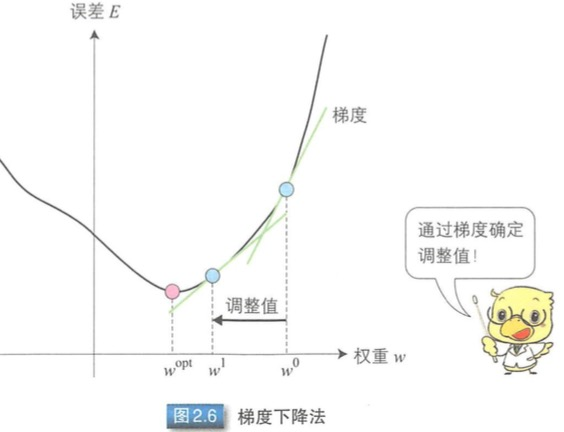 误差 E
梯度
通过梯度确定
调整值！
调整值
w^opt w^1 w^0 权重 w
图2.6 梯度下降法